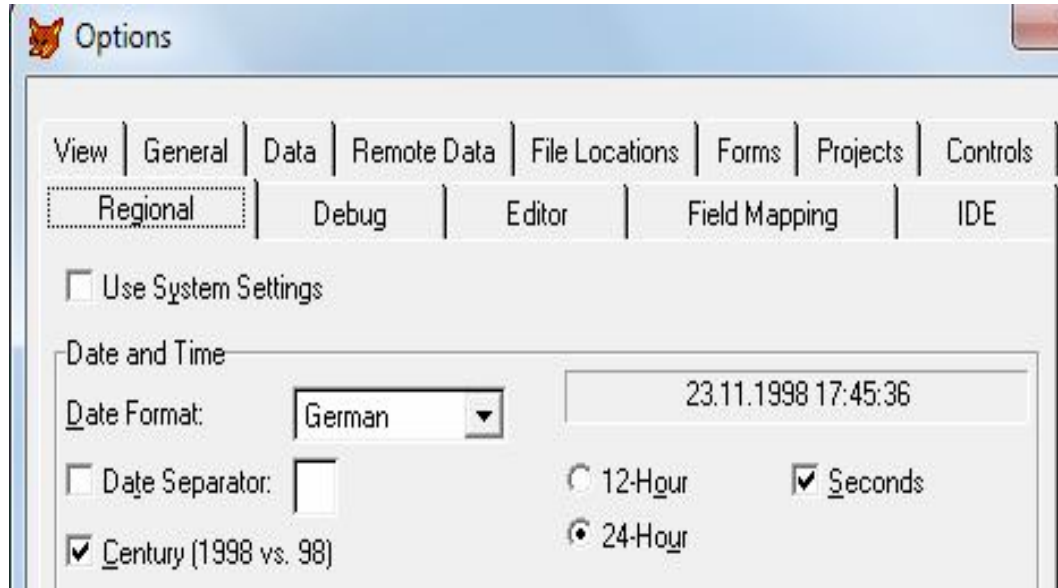 Options
View General Data Remote Data File Locations Forms Projects Controls
Regional Debug Editor Field Mapping IDE
Use System Settings
Date and Time
Date Format: German 23.11.1998 17:45:36
Date Separator: 12-Hour Seconds
Century (1998 vs. 98) 24-Hour